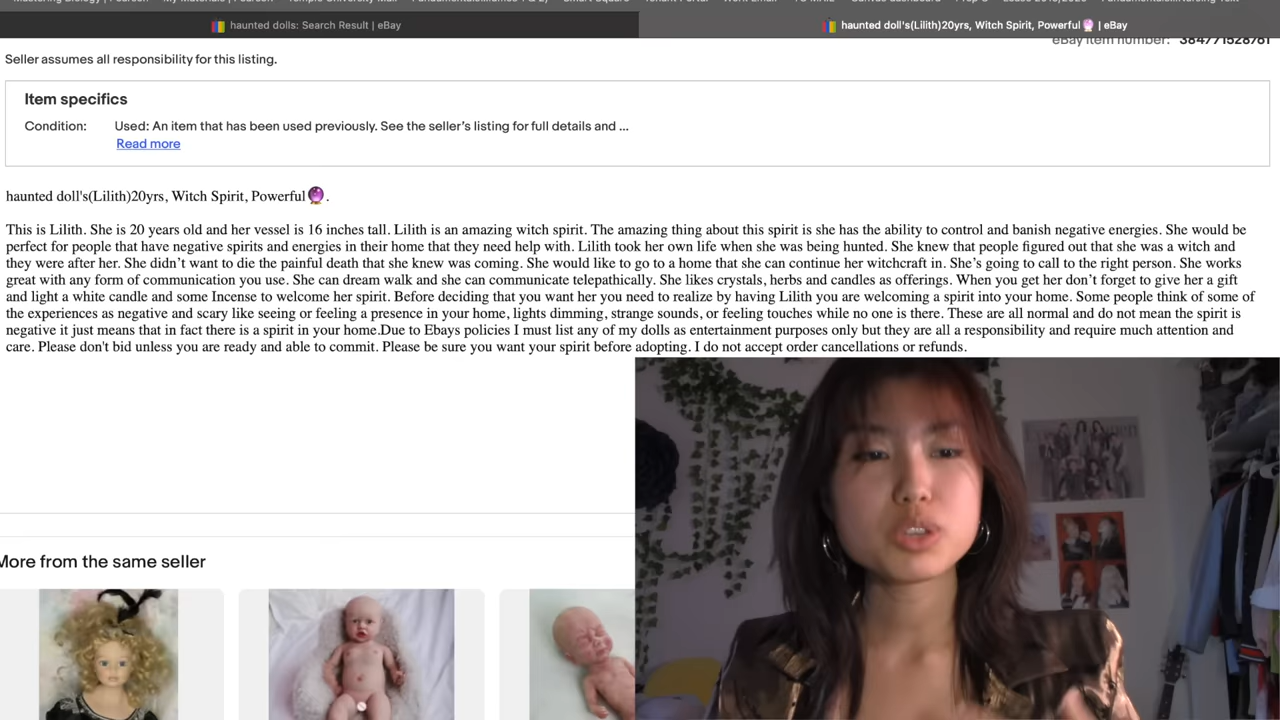 haunted dolls: Search Result | eBay
haunted doll's(Lilith)20yrs, Witch Spirit, Powerful🔮 | eBay
eBay item number: 384771528761
Seller assumes all responsibility for this listing.
Item specifics
Condition: Used: An item that has been used previously. See the seller's listing for full details and ...
Read more
haunted doll's(Lilith)20yrs, Witch Spirit, Powerful🔮.
This is Lilith. She is 20 years old and her vessel is 16 inches tall. Lilith is an amazing witch spirit. The amazing thing about this spirit is she has the ability to control and banish negative energies. She would be
perfect for people that have negative spirits and energies in their home that they need help with. Lilith took her own life when she was being hunted. She knew that people figured out that she was a witch and
they were after her. She didn't want to die the painful death that she knew was coming. She would like to go to a home that she can continue her witchcraft in. She's going to call to the right person. She works
great with any form of communication you use. She can dream walk and she can communicate telepathically. She likes crystals, herbs and candles as offerings. When you get her don't forget to give her a gift
and light a white candle and some Incense to welcome her spirit. Before deciding that you want her you need to realize by having Lilith you are welcoming a spirit into your home. Some people think of some of
the experiences as negative and scary like seeing or feeling a presence in your home, lights dimming, strange sounds, or feeling touches while no one is there. These are all normal and do not mean the spirit is
negative it just means that in fact there is a spirit in your home.Due to Ebays policies I must list any of my dolls as entertainment purposes only but they are all a responsibility and require much attention and
care. Please don't bid unless you are ready and able to commit. Please be sure you want your spirit before adopting. I do not accept order cancellations or refunds.
More from the same seller